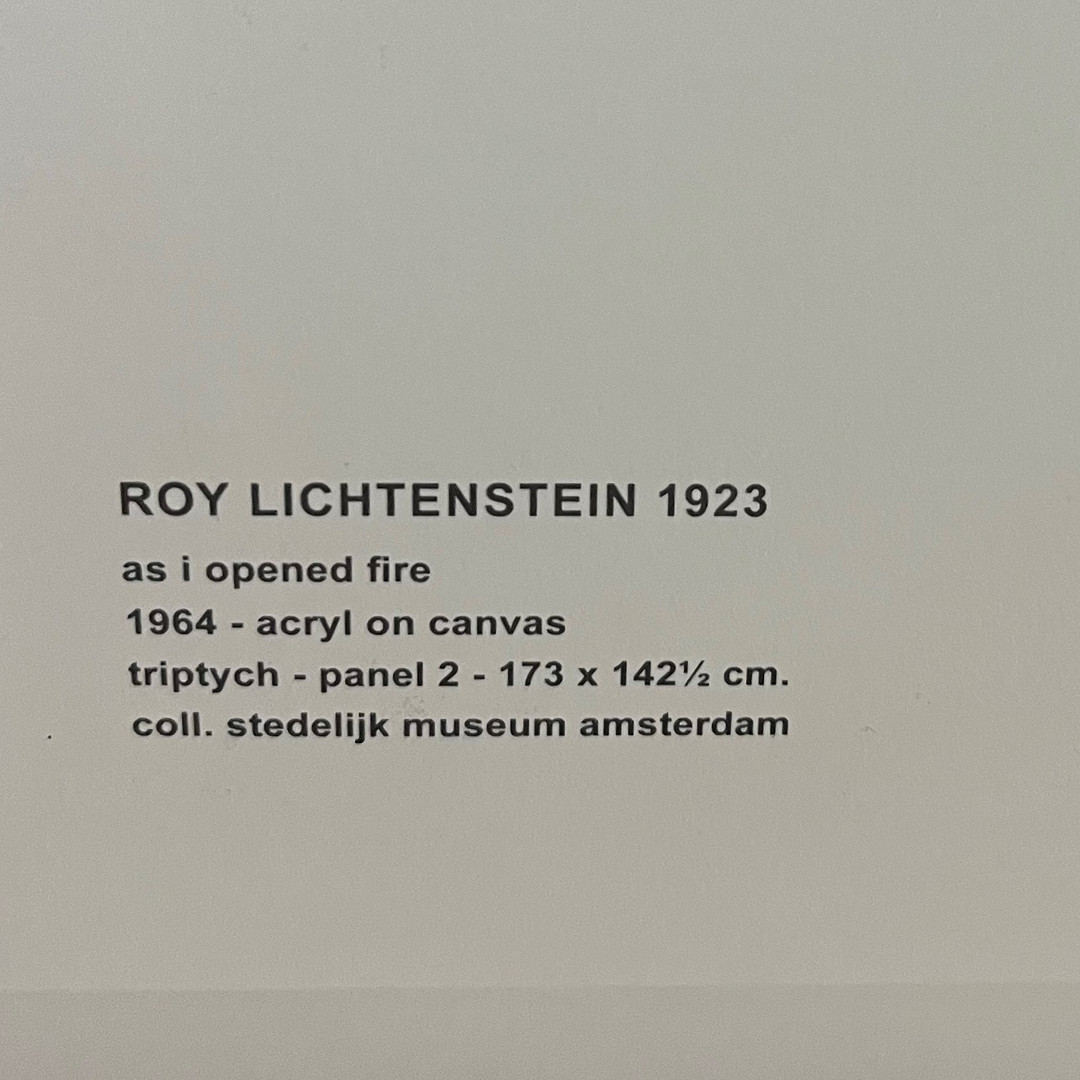 ROY LICHTENSTEIN 1923
as i opened fire
1964 - acryl on canvas
triptych - panel 2 - 173 x 142½ cm.
coll. stedelijk museum amsterdam